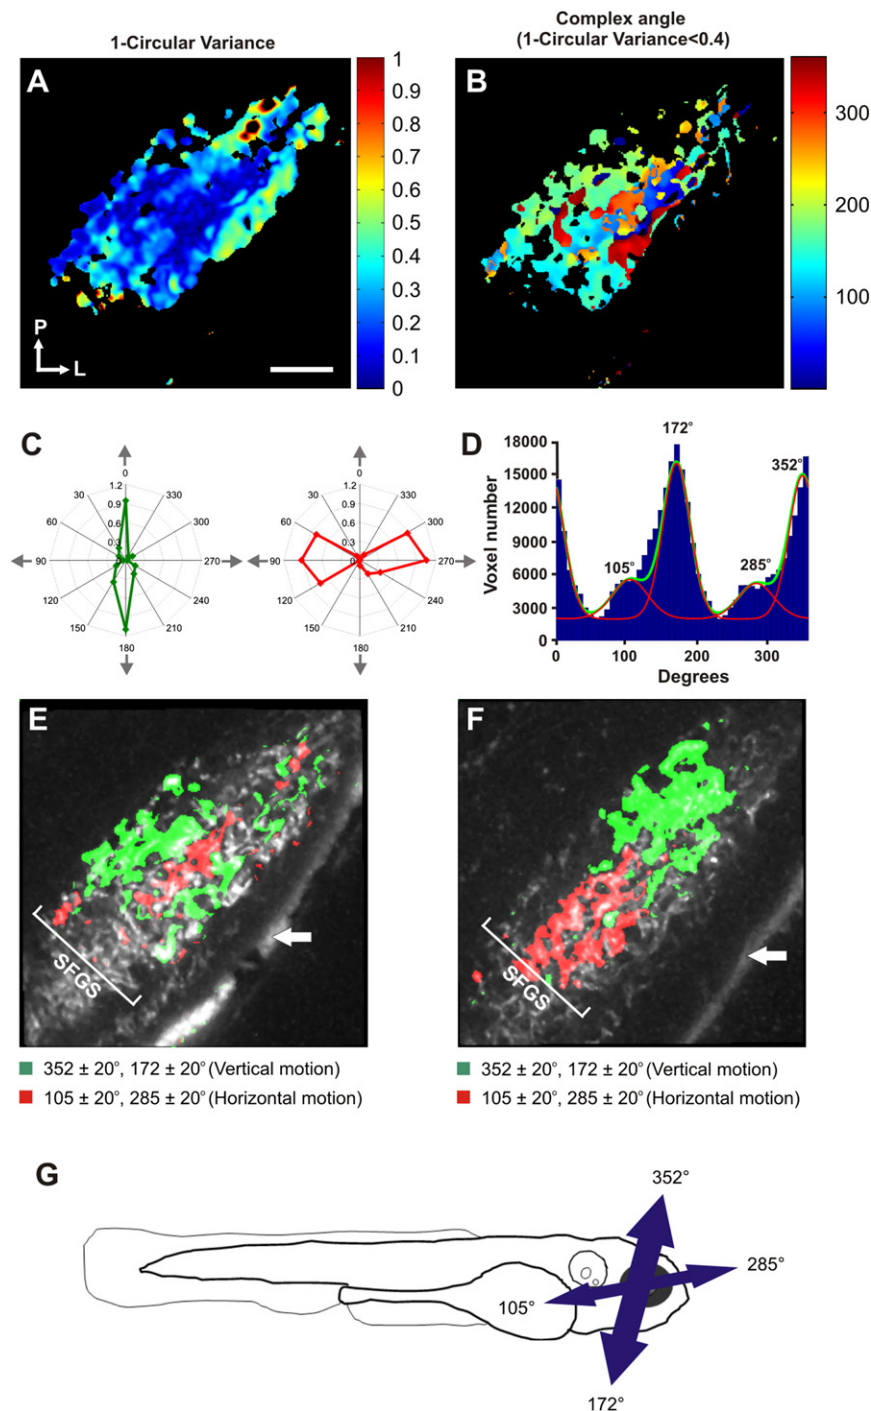 1-Circular Variance
Complex angle
(1-Circular Variance<0.4)
A
1
0.9
0.8
0.7
0.6
0.5
0.4
0.3
0.2
0.1
0
P
L
B
300
200
100
C
0
30
330
60
300
90
270
120
240
150
210
180
1.2
0.9
0.6
0.3
0
30
330
60
300
90
270
120
240
150
210
180
1.2
0.9
0.6
0.3
0
D
172°
352°
105°
285°
18000
15000
12000
9000
6000
3000
0
Voxel number
0 100 200 300
Degrees
E
SFGS
F
SFGS
352 ± 20°, 172 ± 20° (Vertical motion)
105 ± 20°, 285 ± 20° (Horizontal motion)
352 ± 20°, 172 ± 20° (Vertical motion)
105 ± 20°, 285 ± 20° (Horizontal motion)
G
352°
285°
105°
172°